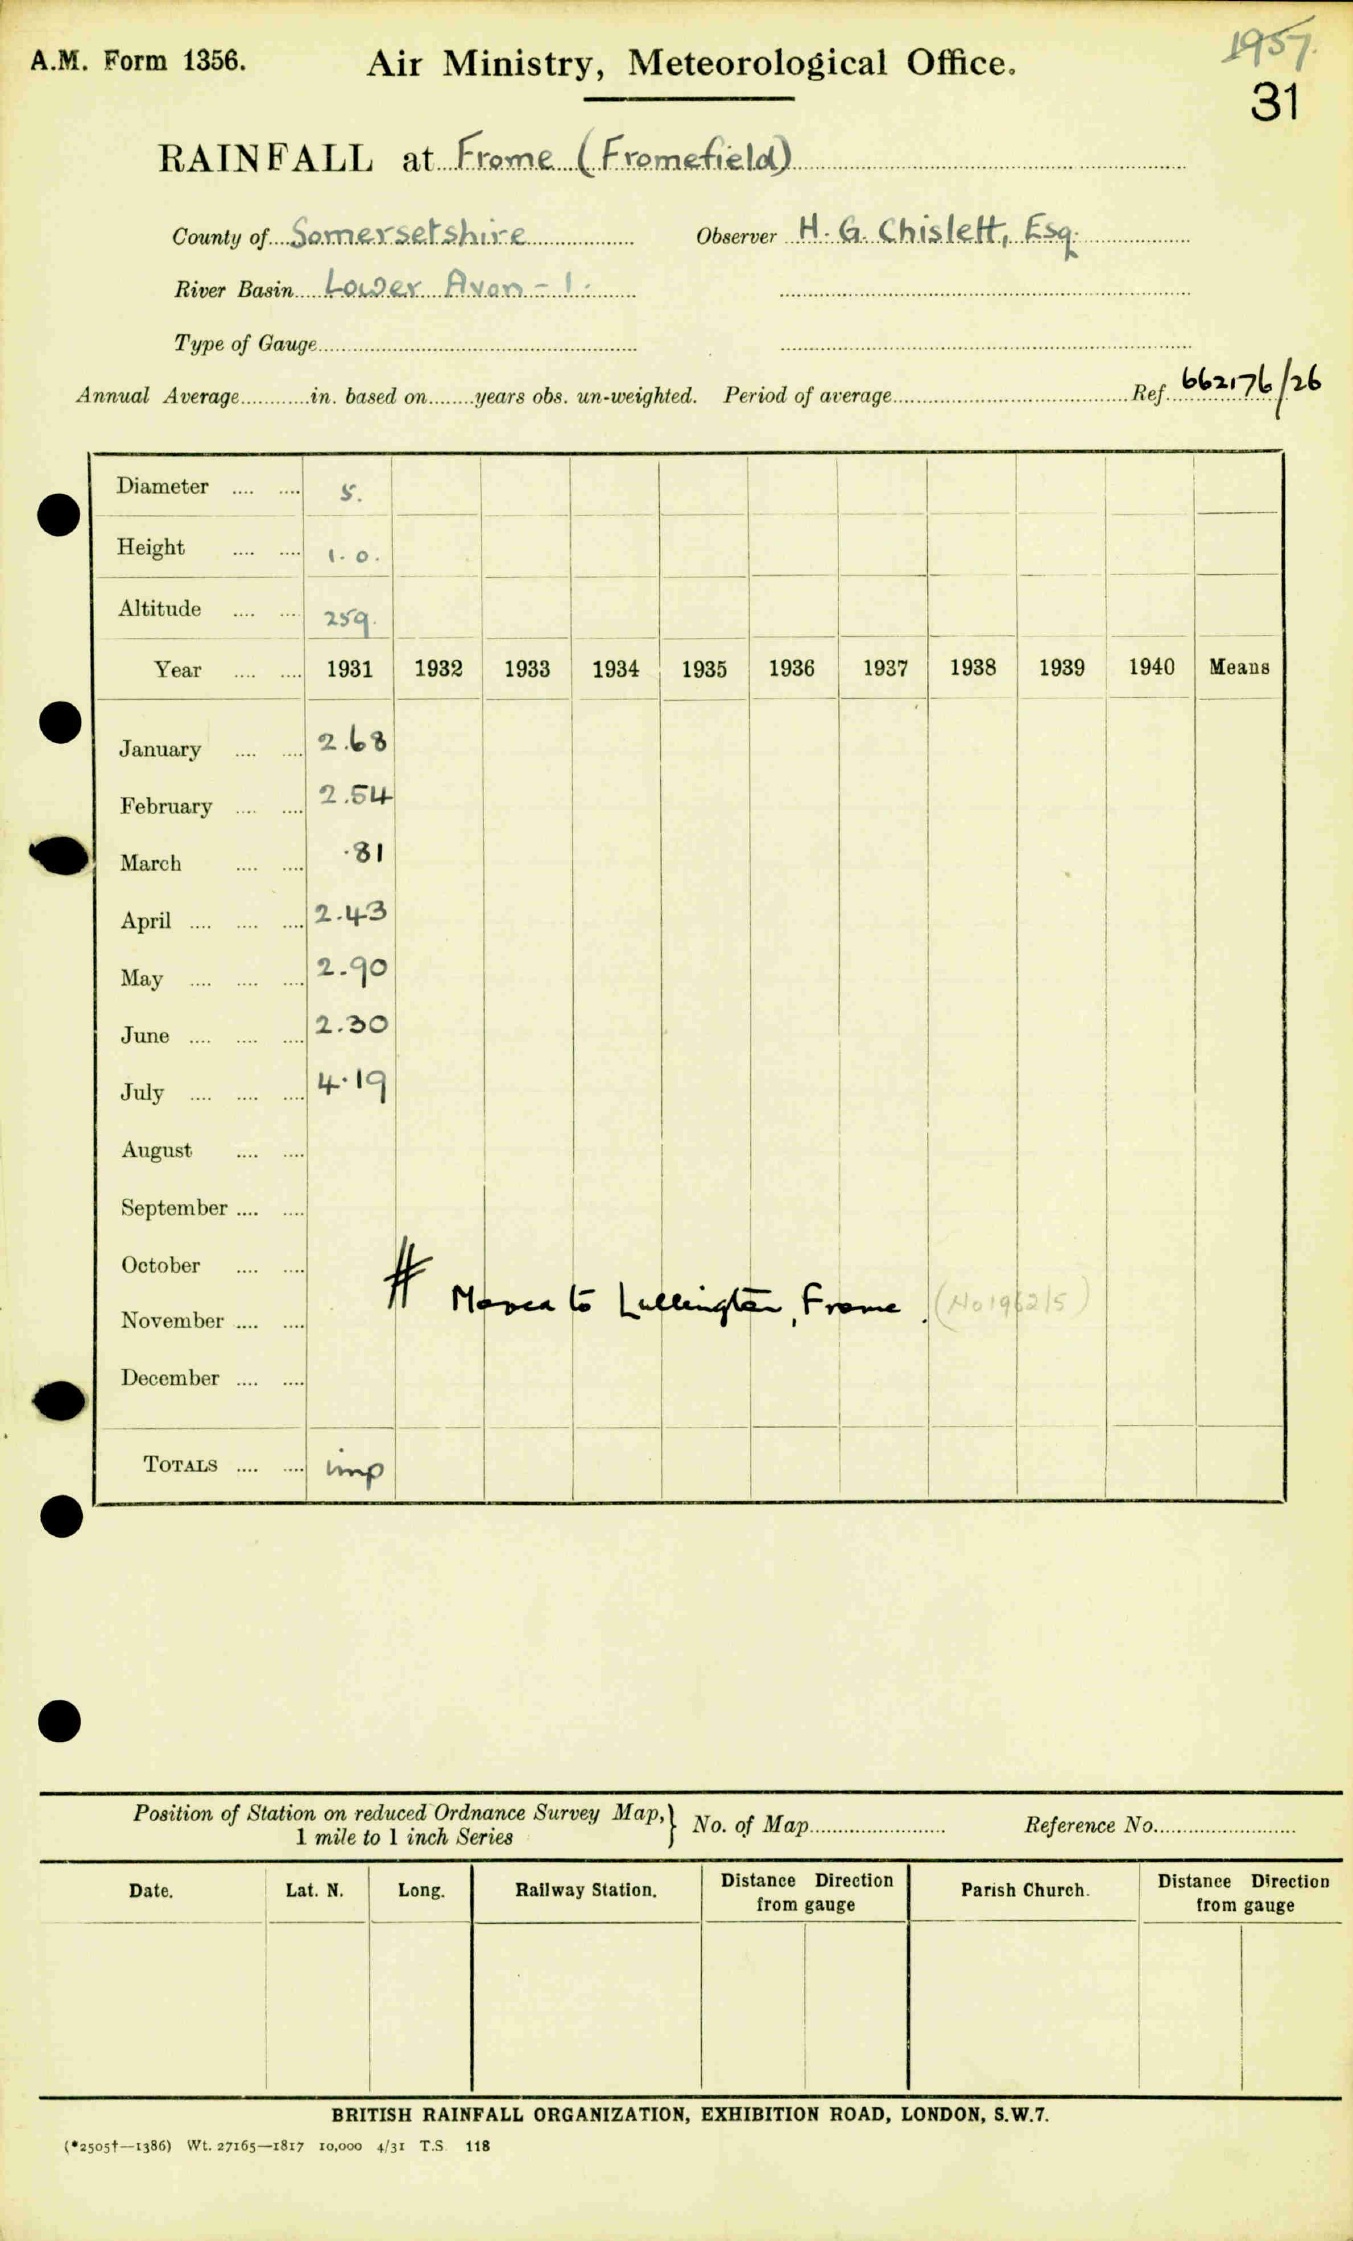 1957.
A.M. Form 1356. Air Ministry, Meteorological Office.
31
RAINFALL at Frome (Fromefield)
County of Somersetshire Observer H. G. Chislett, Esq.
River Basin Lower Avon - 1.
Type of Gauge
Annual Average in. based on years obs. un-weighted. Period of average Ref. 662176/26
Diameter 5.
Height 1.0.
Altitude 259.
Year 1931 1932 1933 1934 1935 1936 1937 1938 1939 1940 Means
January 2.68
February 2.54
March .81
April 2.43
May 2.90
June 2.30
July 4.19
August
September
October
# Moved to Lullington, Frome. (No 1962/5)
November
December
TOTALS imp
Position of Station on reduced Ordnance Survey Map, } No. of Map Reference No.
1 mile to 1 inch Series
Date. Lat. N. Long. Railway Station. Distance Direction from gauge Parish Church. Distance Direction from gauge
BRITISH RAINFALL ORGANIZATION, EXHIBITION ROAD, LONDON, S.W.7.
(*2505†—1386) Wt. 27165—1817 10,000 4/31 T.S. 118